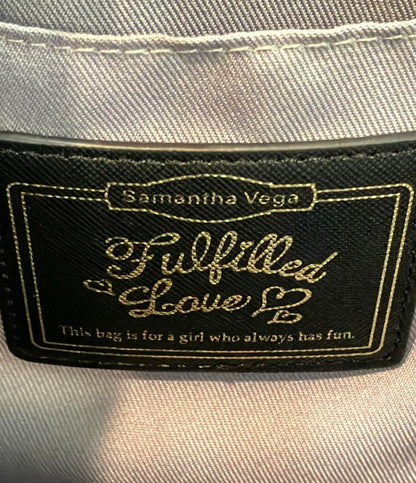 Samantha Vega
Fulfilled
Love
This bag is for a girl who always has fun.